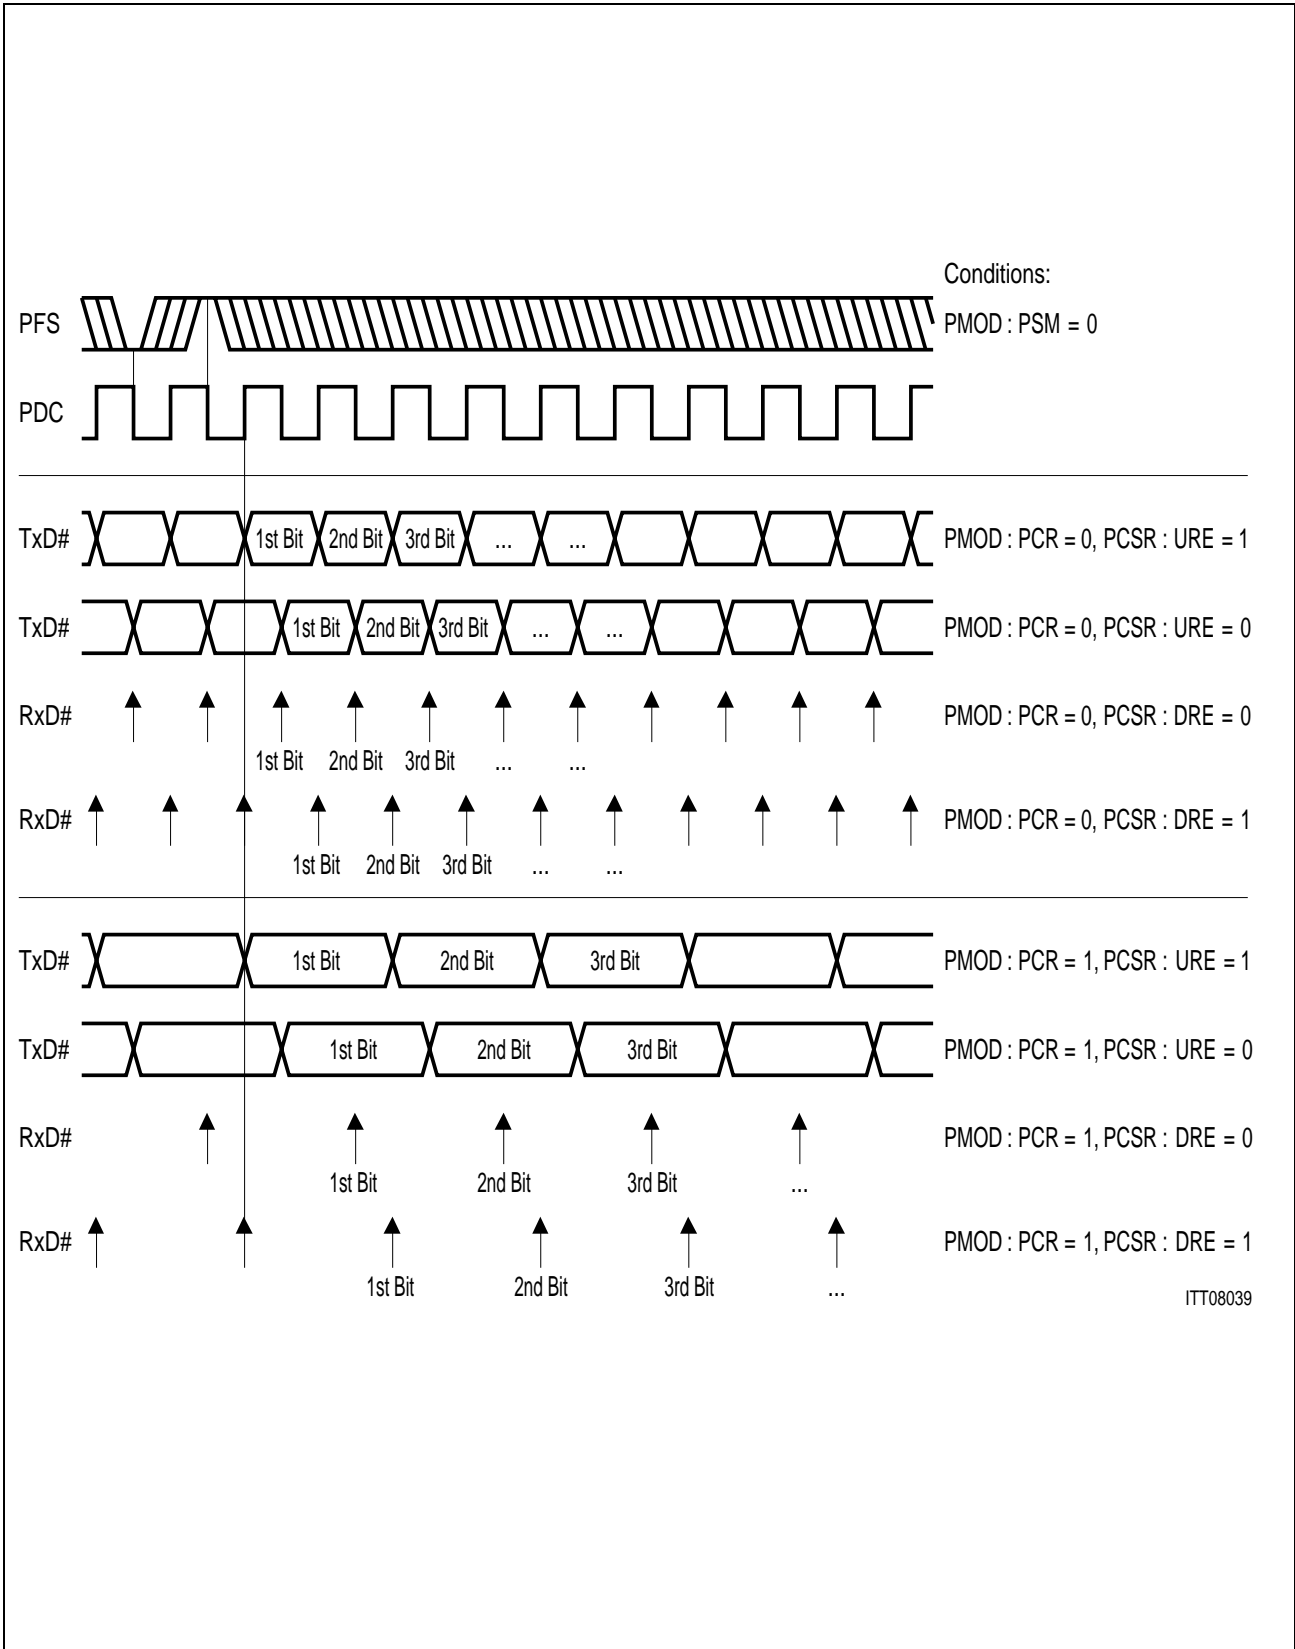 Conditions:
PFS PMOD : PSM = 0
PDC
TxD# 1st Bit 2nd Bit 3rd Bit ... ... PMOD : PCR = 0, PCSR : URE = 1
TxD# 1st Bit 2nd Bit 3rd Bit ... ... PMOD : PCR = 0, PCSR : URE = 0
RxD# PMOD : PCR = 0, PCSR : DRE = 0
1st Bit 2nd Bit 3rd Bit ... ...
RxD# PMOD : PCR = 0, PCSR : DRE = 1
1st Bit 2nd Bit 3rd Bit ... ...
TxD# 1st Bit 2nd Bit 3rd Bit PMOD : PCR = 1, PCSR : URE = 1
TxD# 1st Bit 2nd Bit 3rd Bit PMOD : PCR = 1, PCSR : URE = 0
RxD# PMOD : PCR = 1, PCSR : DRE = 0
1st Bit 2nd Bit 3rd Bit ...
RxD# PMOD : PCR = 1, PCSR : DRE = 1
1st Bit 2nd Bit 3rd Bit ...
ITT08039